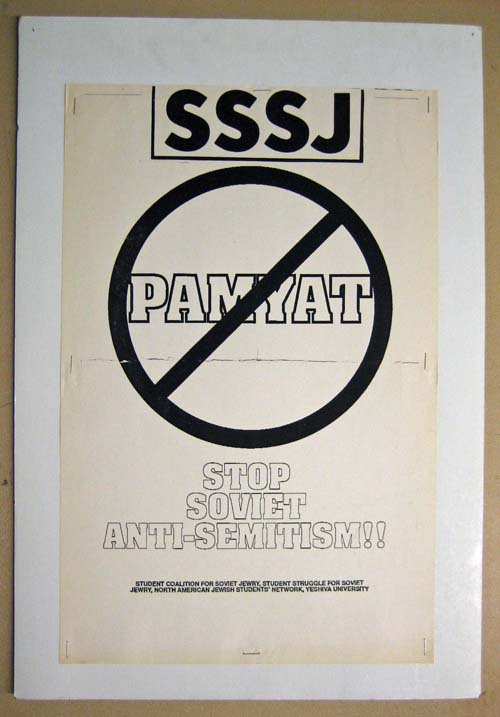 SSSJ
PAMYAT
STOP
SOVIET
ANTI-SEMITISM!!
STUDENT COALITION FOR SOVIET JEWRY, STUDENT STRUGGLE FOR SOVIET
JEWRY, NORTH AMERICAN JEWISH STUDENTS' NETWORK, YESHIVA UNIVERSITY